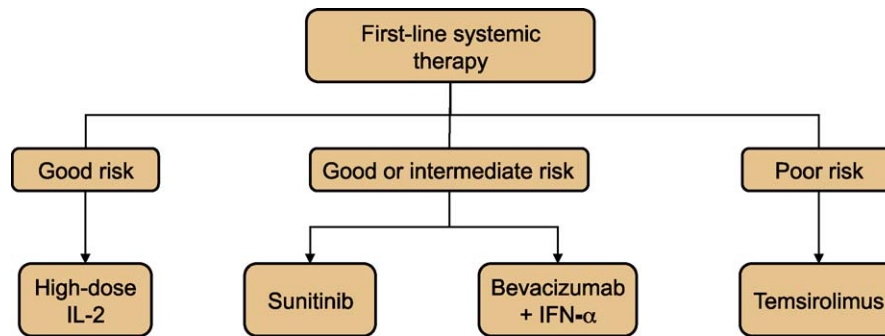 First-line systemic
therapy
Good risk
Good or intermediate risk
Poor risk
High-dose
IL-2
Sunitinib
Bevacizumab
+ IFN-α
Temsirolimus